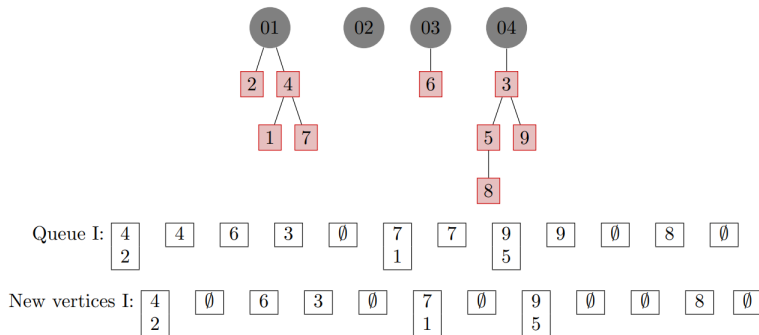 01 02 03 04
2 4 6 3
1 7 5 9
8
Queue I: 4 4 6 3 ∅ 7 7 9 9 ∅ 8 ∅
2 1 5
New vertices I: 4 ∅ 6 3 ∅ 7 ∅ 9 ∅ ∅ 8 ∅
2 1 5